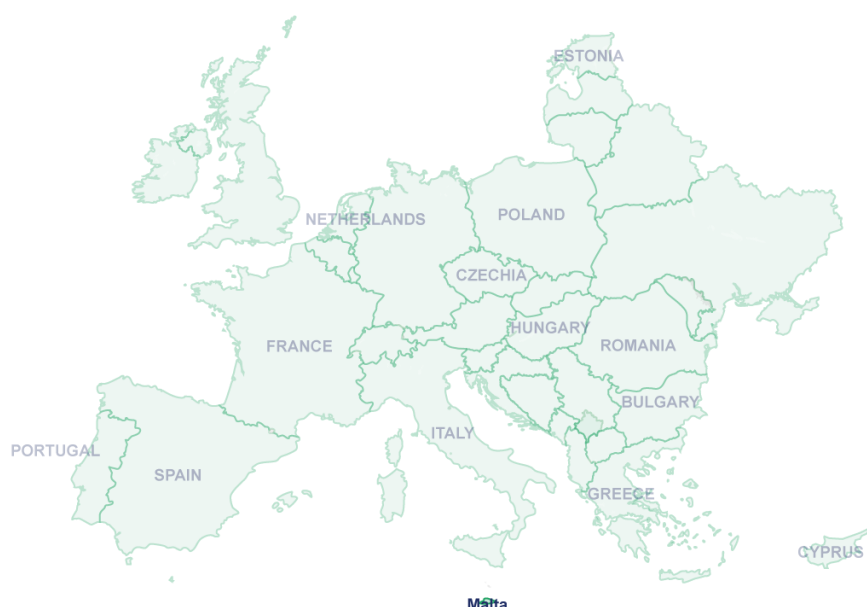 ESTONIA
NETHERLANDS
POLAND
CZECHIA
HUNGARY
FRANCE
ROMANIA
BULGARY
ITALY
PORTUGAL
SPAIN
GREECE
CYPRUS
Malta